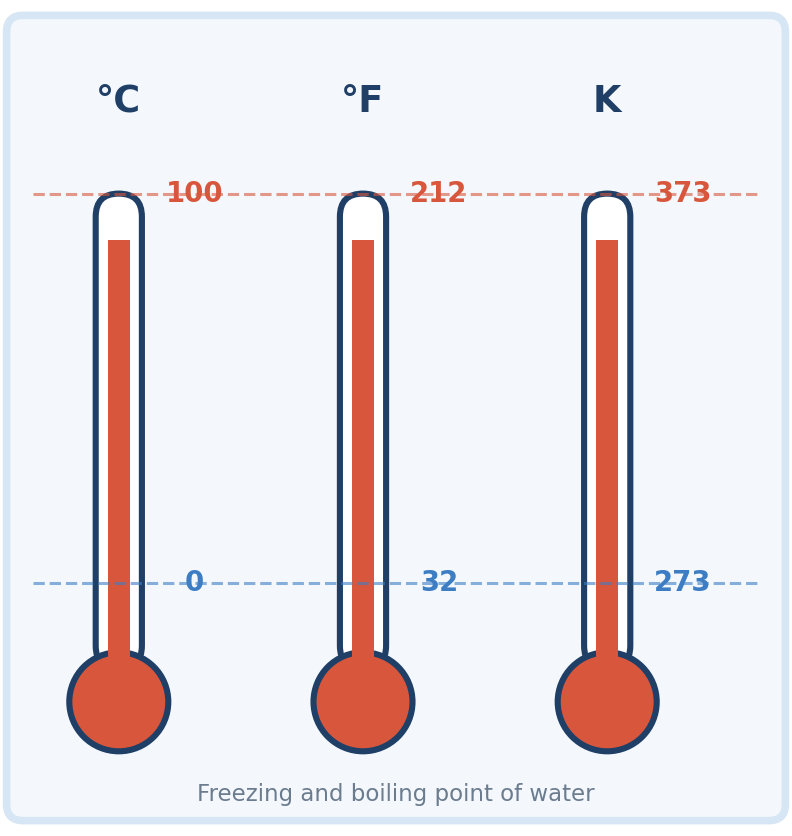 °C °F K
100 212 373
0 32 273
Freezing and boiling point of water